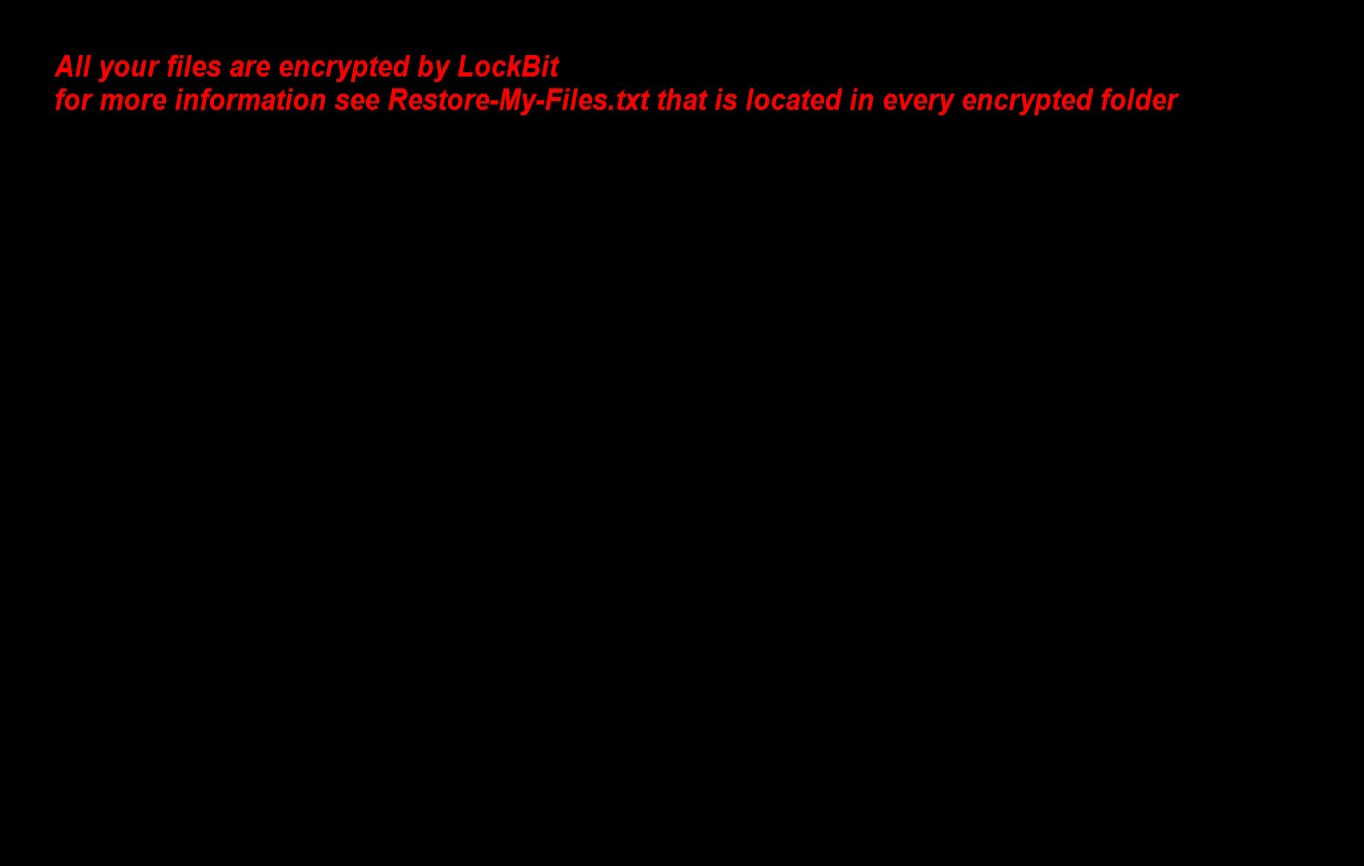 All your files are encrypted by LockBit
for more information see Restore-My-Files.txt that is located in every encrypted folder